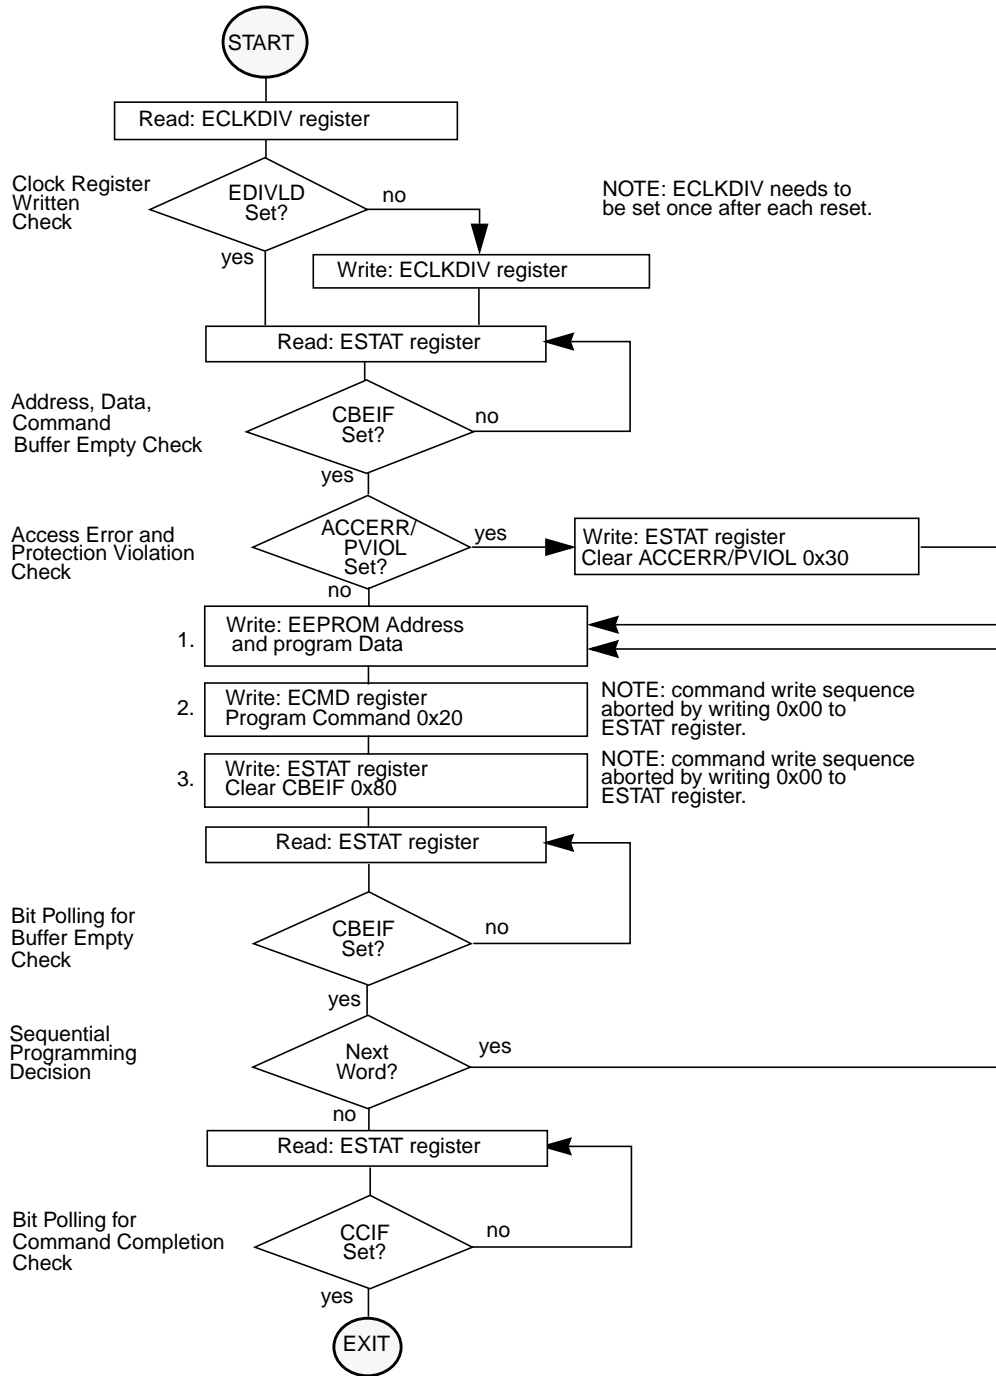 START
Read: ECLKDIV register
Clock Register
Written
Check
EDIVLD
Set?
no
yes
NOTE: ECLKDIV needs to
be set once after each reset.
Write: ECLKDIV register
Read: ESTAT register
Address, Data,
Command
Buffer Empty Check
CBEIF
Set?
no
yes
Access Error and
Protection Violation
Check
ACCERR/
PVIOL
Set?
yes
no
Write: ESTAT register
Clear ACCERR/PVIOL 0x30
1.
Write: EEPROM Address
and program Data
2.
Write: ECMD register
Program Command 0x20
NOTE: command write sequence
aborted by writing 0x00 to
ESTAT register.
3.
Write: ESTAT register
Clear CBEIF 0x80
NOTE: command write sequence
aborted by writing 0x00 to
ESTAT register.
Read: ESTAT register
Bit Polling for
Buffer Empty
Check
CBEIF
Set?
no
yes
Sequential
Programming
Decision
Next
Word?
yes
no
Read: ESTAT register
Bit Polling for
Command Completion
Check
CCIF
Set?
no
yes
EXIT